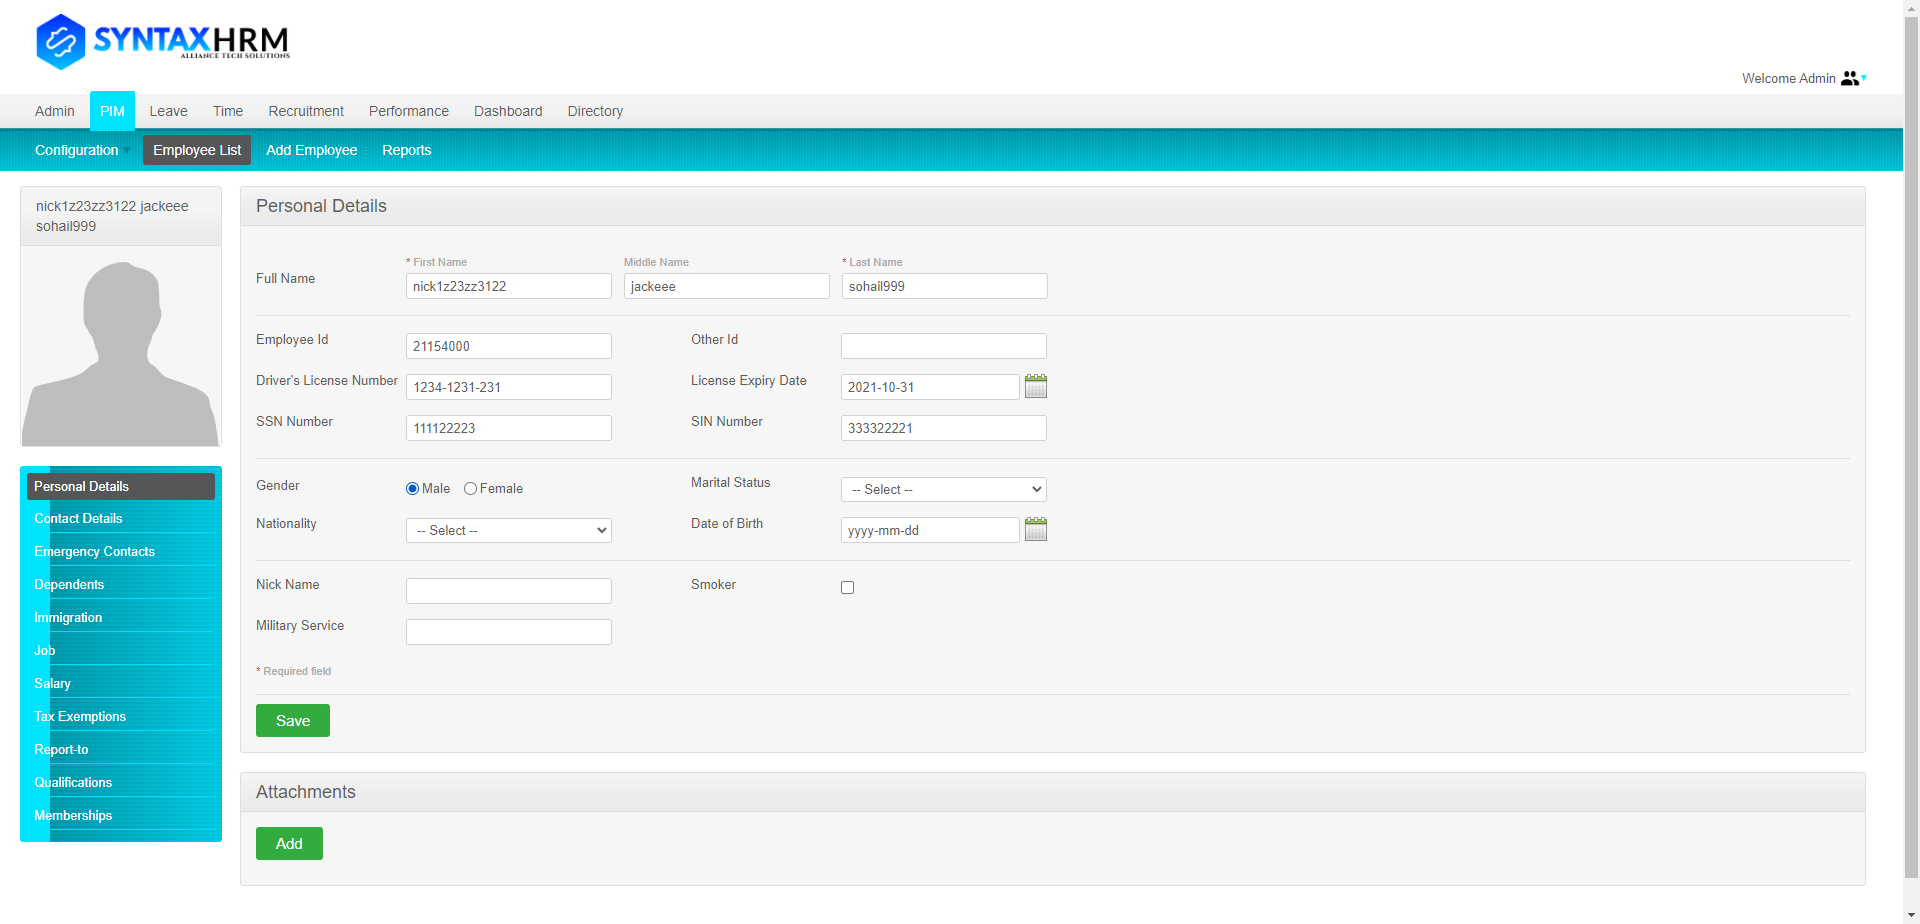 SYNTAXHRM
ALLIANCE TECH SOLUTIONS
Welcome Admin
Admin PIM Leave Time Recruitment Performance Dashboard Directory
Configuration Employee List Add Employee Reports
nick1z23zz3122 jackeee
sohail999
Personal Details
Contact Details
Emergency Contacts
Dependents
Immigration
Job
Salary
Tax Exemptions
Report-to
Qualifications
Memberships
Personal Details
* First Name Middle Name * Last Name
Full Name nick1z23zz3122 jackeee sohail999
Employee Id 21154000 Other Id
Driver's License Number 1234-1231-231 License Expiry Date 2021-10-31
SSN Number 111122223 SIN Number 333322221
Gender Male Female Marital Status -- Select --
Nationality -- Select -- Date of Birth yyyy-mm-dd
Nick Name Smoker
Military Service
* Required field
Save
Attachments
Add